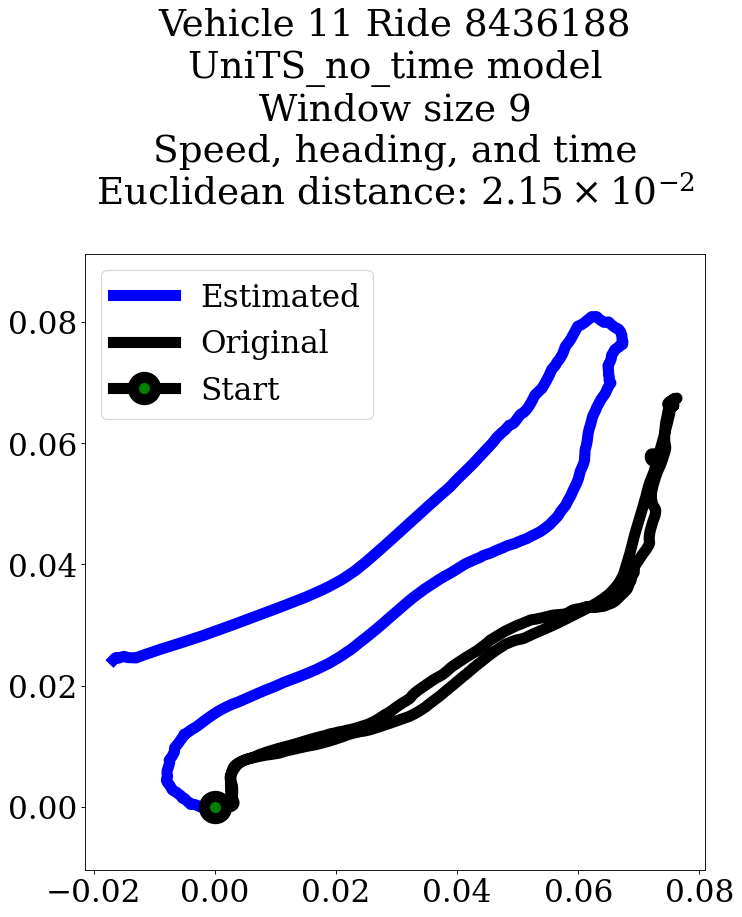 Vehicle 11 Ride 8436188
UniTS_no_time model
Window size 9
Speed, heading, and time
Euclidean distance: 2.15 × 10⁻²
Estimated
Original
Start
0.08
0.06
0.04
0.02
0.00
−0.02 0.00 0.02 0.04 0.06 0.08